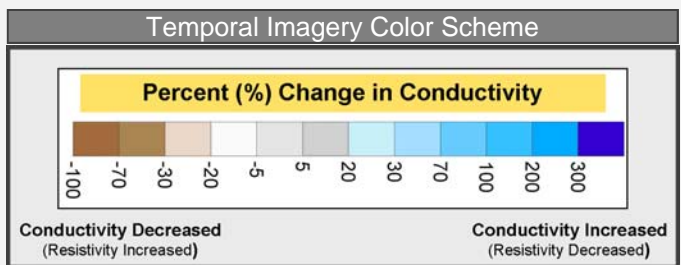 Temporal Imagery Color Scheme
Percent (%) Change in Conductivity
-100 -70 -30 -20 -5 5 20 30 70 100 200 300
Conductivity Decreased Conductivity Increased
(Resistivity Increased) (Resistivity Decreased)